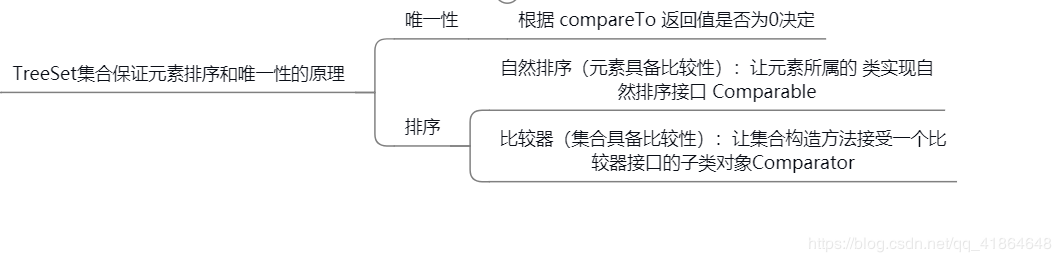 唯一性
根据 compareTo 返回值是否为0决定
TreeSet集合保证元素排序和唯一性的原理
自然排序（元素具备比较性）：让元素所属的 类实现自
然排序接口 Comparable
排序
比较器（集合具备比较性）：让集合构造方法接受一个比
较器接口的子类对象Comparator
https://blog.csdn.net/qq_41864648